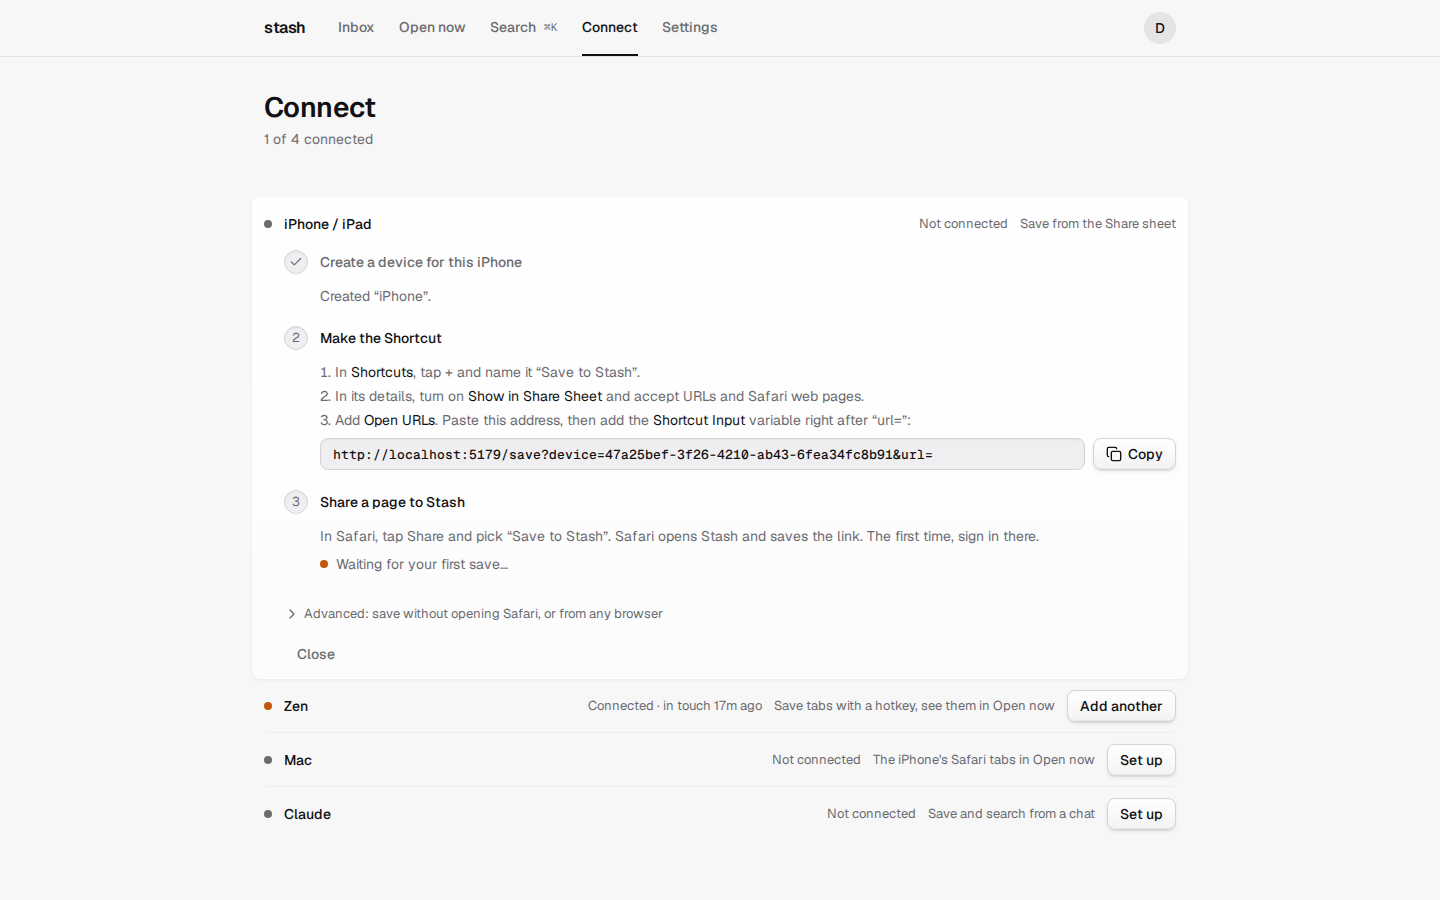 stash Inbox Open now Search ⌘K Connect Settings D
Connect
1 of 4 connected
iPhone / iPad Not connected Save from the Share sheet
Create a device for this iPhone
Created “iPhone”.
2 Make the Shortcut
1. In Shortcuts, tap + and name it “Save to Stash”.
2. In its details, turn on Show in Share Sheet and accept URLs and Safari web pages.
3. Add Open URLs. Paste this address, then add the Shortcut Input variable right after “url=”:
http://localhost:5179/save?device=47a25bef-3f26-4210-ab43-6fea34fc8b91&url= Copy
3 Share a page to Stash
In Safari, tap Share and pick “Save to Stash”. Safari opens Stash and saves the link. The first time, sign in there.
Waiting for your first save…
Advanced: save without opening Safari, or from any browser
Close
Zen Connected · in touch 17m ago Save tabs with a hotkey, see them in Open now Add another
Mac Not connected The iPhone's Safari tabs in Open now Set up
Claude Not connected Save and search from a chat Set up